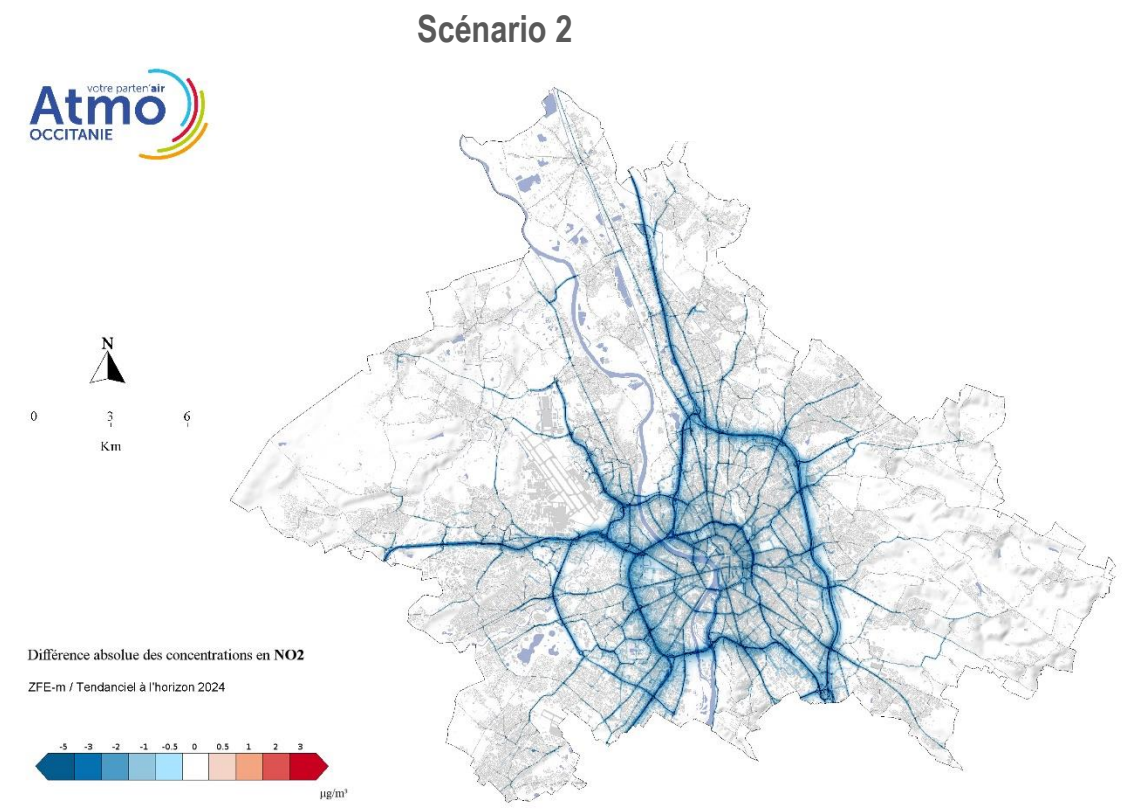 Scénario 2
votre parten'air
Atmo
OCCITANIE
N
0 3 6
Km
Différence absolue des concentrations en NO2
ZFE-m / Tendanciel à l'horizon 2024
-5 -3 -2 -1 -0.5 0 0.5 1 2 3
µg/m³